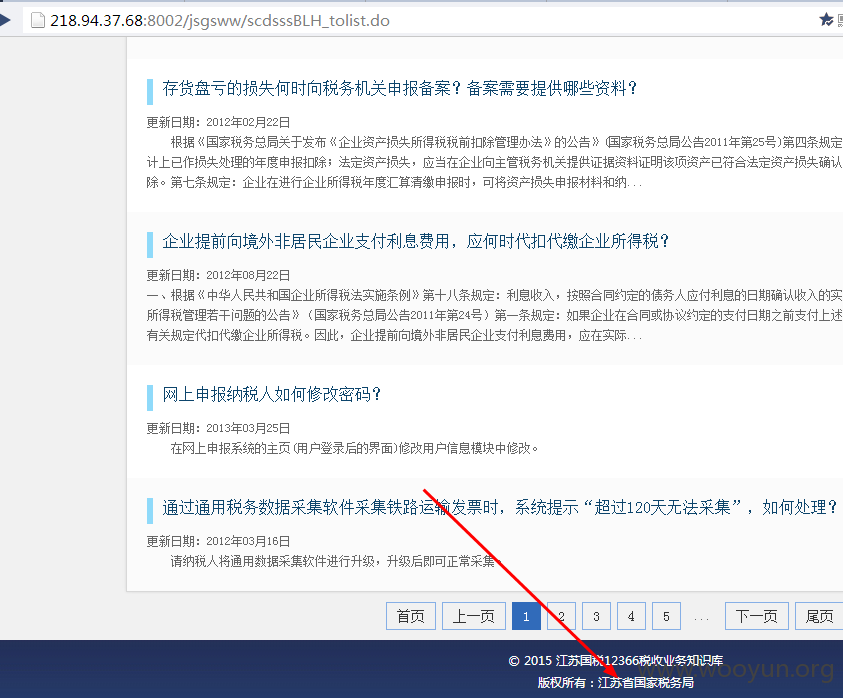 218.94.37.68:8002/jsgsww/scdsssBLH_tolist.do
存货盘亏的损失何时向税务机关申报备案？备案需要提供哪些资料？
更新日期：2012年02月22日
根据《国家税务总局关于发布《企业资产损失所得税税前扣除管理办法》的公告》(国家税务总局公告2011年第25号)第四条规定
计上已作损失处理的年度申报扣除；法定资产损失，应当在企业向主管税务机关提供证据资料证明该项资产已符合法定资产损失确认
除。第七条规定：企业在进行企业所得税年度汇算清缴申报时，可将资产损失申报材料和纳...
企业提前向境外非居民企业支付利息费用，应何时代扣代缴企业所得税？
更新日期：2012年08月22日
一、根据《中华人民共和国企业所得税法实施条例》第十八条规定：利息收入，按照合同约定的债务人应付利息的日期确认收入的实
所得税管理若干问题的公告》（国家税务总局公告2011年第24号）第一条规定：如果企业在合同或协议约定的支付日期之前支付上述
有关规定代扣代缴企业所得税。因此，企业提前向境外非居民企业支付利息费用，应在实际...
网上申报纳税人如何修改密码？
更新日期：2013年03月25日
在网上申报系统的主页(用户登录后的界面)修改用户信息模块中修改。
通过通用税务数据采集软件采集铁路运输发票时，系统提示“超过120天无法采集”，如何处理？
更新日期：2012年03月16日
请纳税人将通用数据采集软件进行升级，升级后即可正常采集。
首页 上一页 1 2 3 4 5 ... 下一页 尾页
© 2015 江苏国税12366税收业务知识库
版权所有：江苏省国家税务局
www.wooyun.org